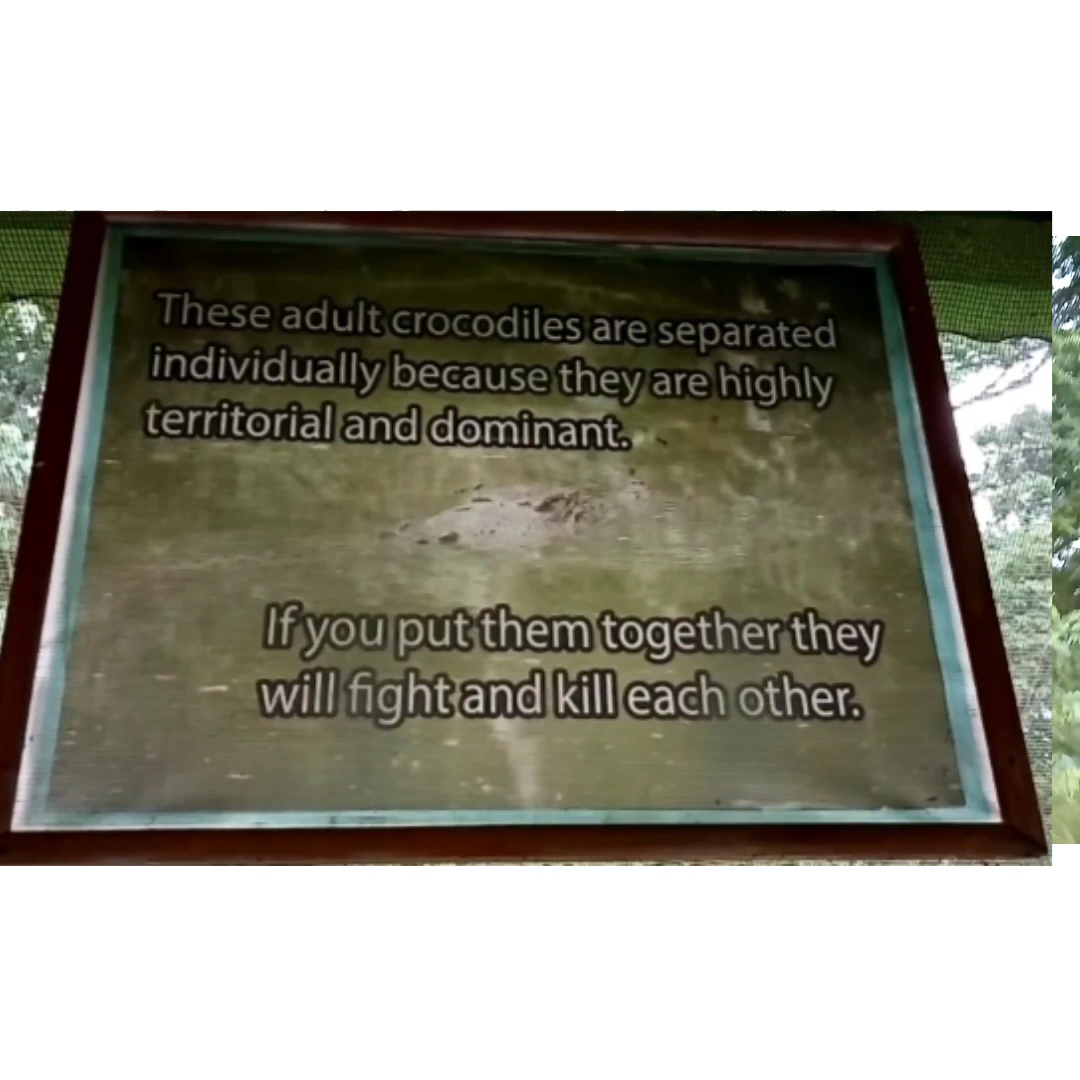 These adult crocodiles are separated
individually because they are highly
territorial and dominant.
If you put them together they
will fight and kill each other.